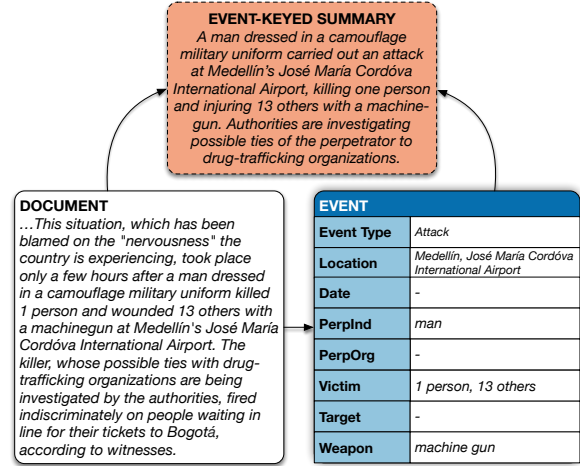 EVENT-KEYED SUMMARY
A man dressed in a camouflage
military uniform carried out an attack
at Medellín's José María Cordóva
International Airport, killing one person
and injuring 13 others with a machine-
gun. Authorities are investigating
possible ties of the perpetrator to
drug-trafficking organizations.
DOCUMENT
...This situation, which has been
blamed on the "nervousness" the
country is experiencing, took place
only a few hours after a man dressed
in a camouflage military uniform killed
1 person and wounded 13 others with
a machinegun at Medellín's José María
Cordóva International Airport. The
killer, whose possible ties with drug-
trafficking organizations are being
investigated by the authorities, fired
indiscriminately on people waiting in
line for their tickets to Bogotá,
according to witnesses.
EVENT
Event Type Attack
Location Medellín, José María Cordóva
International Airport
Date -
PerpInd man
PerpOrg -
Victim 1 person, 13 others
Target -
Weapon machine gun